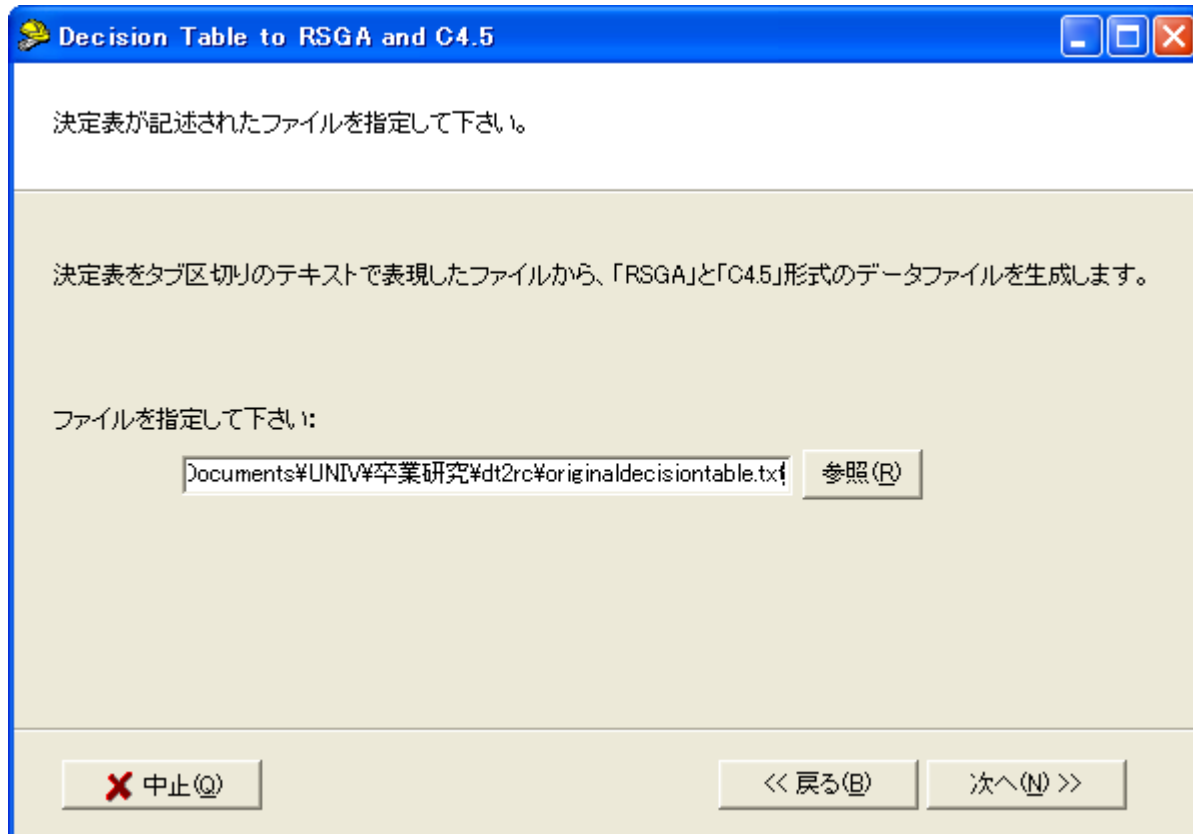 Decision Table to RSGA and C4.5
決定表が記述されたファイルを指定して下さい。
決定表をタブ区切りのテキストで表現したファイルから、「RSGA」と「C4.5」形式のデータファイルを生成します。
ファイルを指定して下さい:
Documents¥UNIV¥卒業研究¥dt2rc¥originaldecisiontable.txt
参照(R)
中止(Q)
<< 戻る(B)
次へ(N) >>